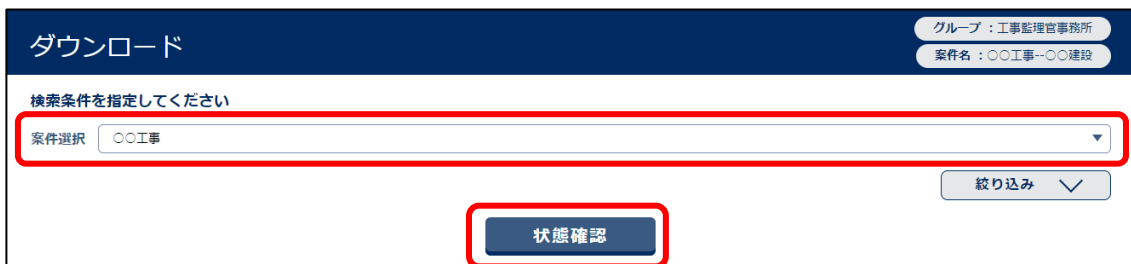 ダウンロード
グループ ：工事監理官事務所
案件名 ：○○工事--○○建設
検索条件を指定してください
案件選択 ○○工事
絞り込み
状態確認